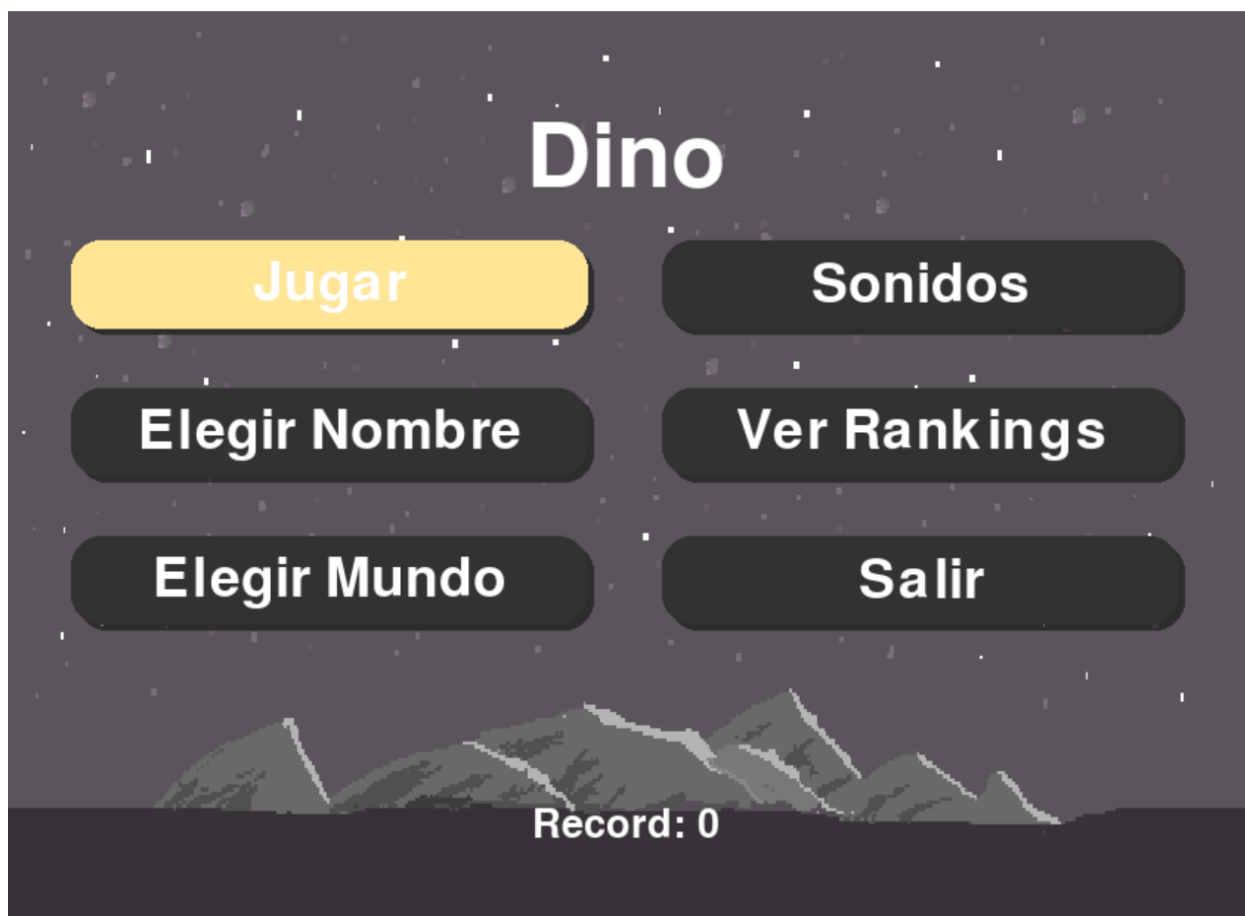 Dino
Jugar
Sonidos
Elegir Nombre
Ver Rankings
Elegir Mundo
Salir
Record: 0